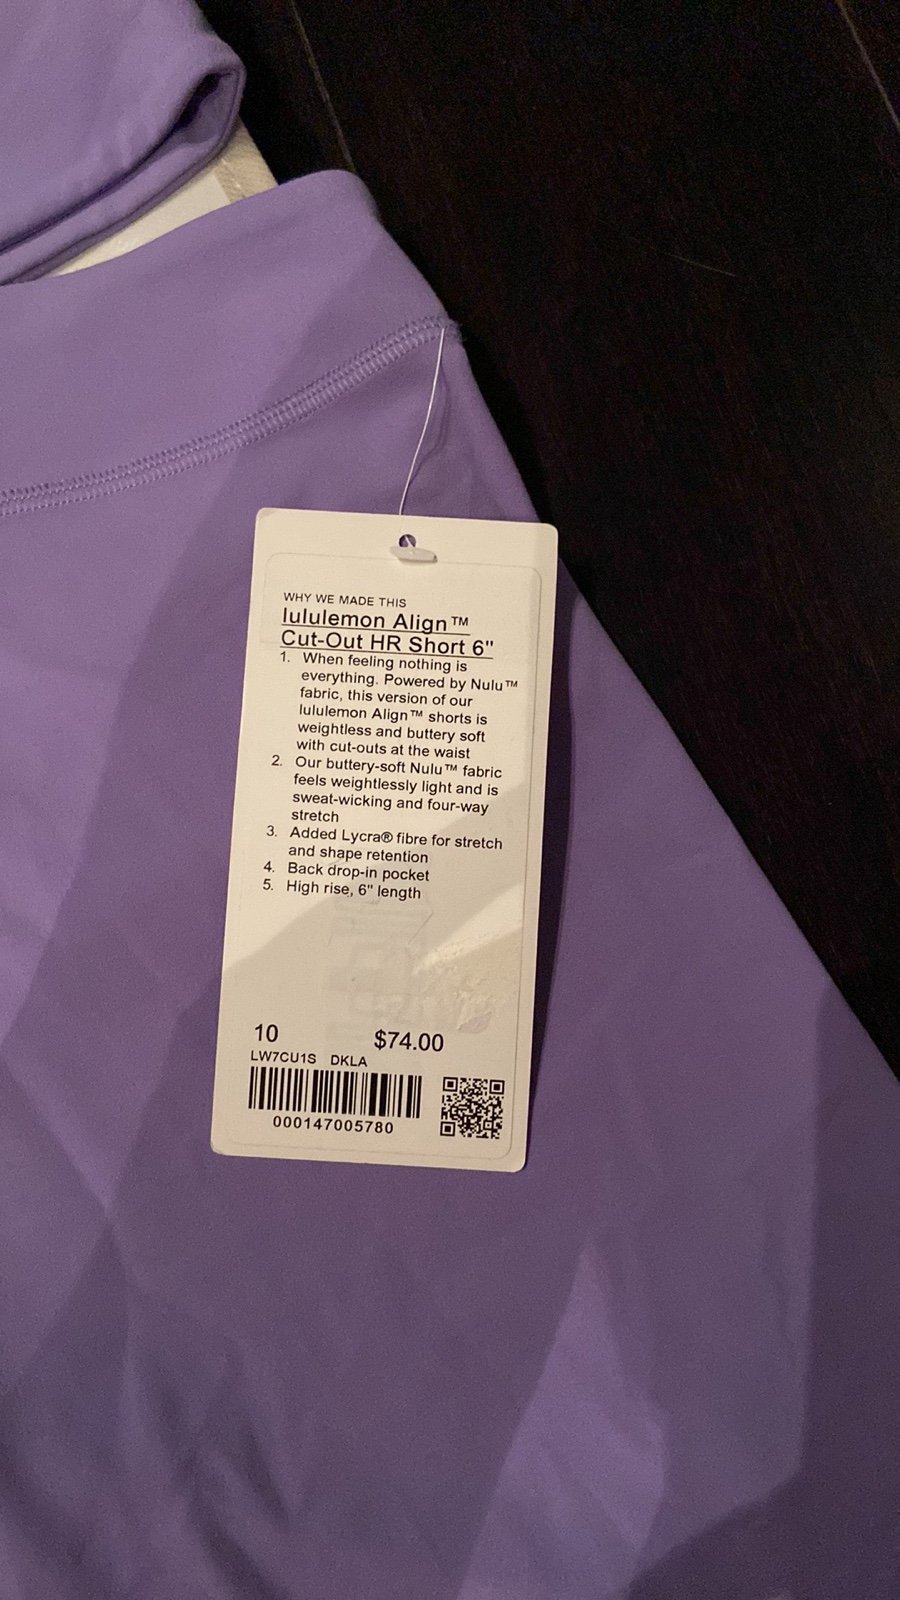 WHY WE MADE THIS
lululemon Align™
Cut-Out HR Short 6"
1. When feeling nothing is
everything. Powered by Nulu™
fabric, this version of our
lululemon Align™ shorts is
weightless and buttery soft
with cut-outs at the waist
2. Our buttery-soft Nulu™ fabric
feels weightlessly light and is
sweat-wicking and four-way
stretch
3. Added Lycra® fibre for stretch
and shape retention
4. Back drop-in pocket
5. High rise, 6" length
10 $74.00
LW7CU1S DKLA
000147005780